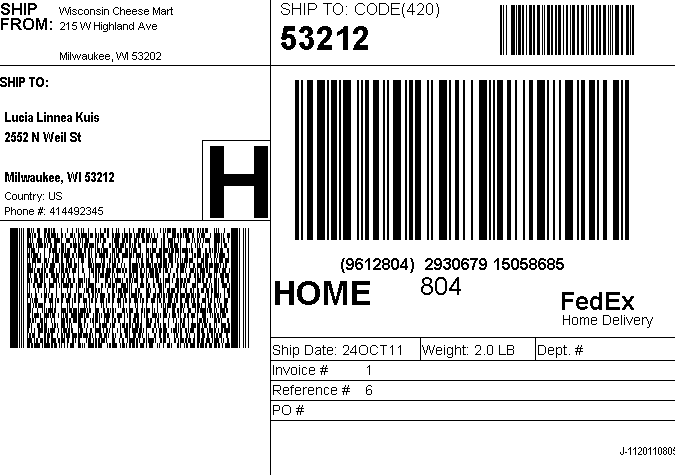 SHIP FROM:
Wisconsin Cheese Mart
215 W Highland Ave
Milwaukee, WI 53202
SHIP TO: CODE(420)
53212
SHIP TO:
Lucia Linnea Kuis
2552 N Weil St
Milwaukee, WI 53212
Country: US
Phone #: 414492345
H
(9612804) 2930679 15058685
HOME
804
FedEx
Home Delivery
Ship Date: 24OCT11 Weight: 2.0 LB Dept. #
Invoice # 1
Reference # 6
PO #
J-1120110805